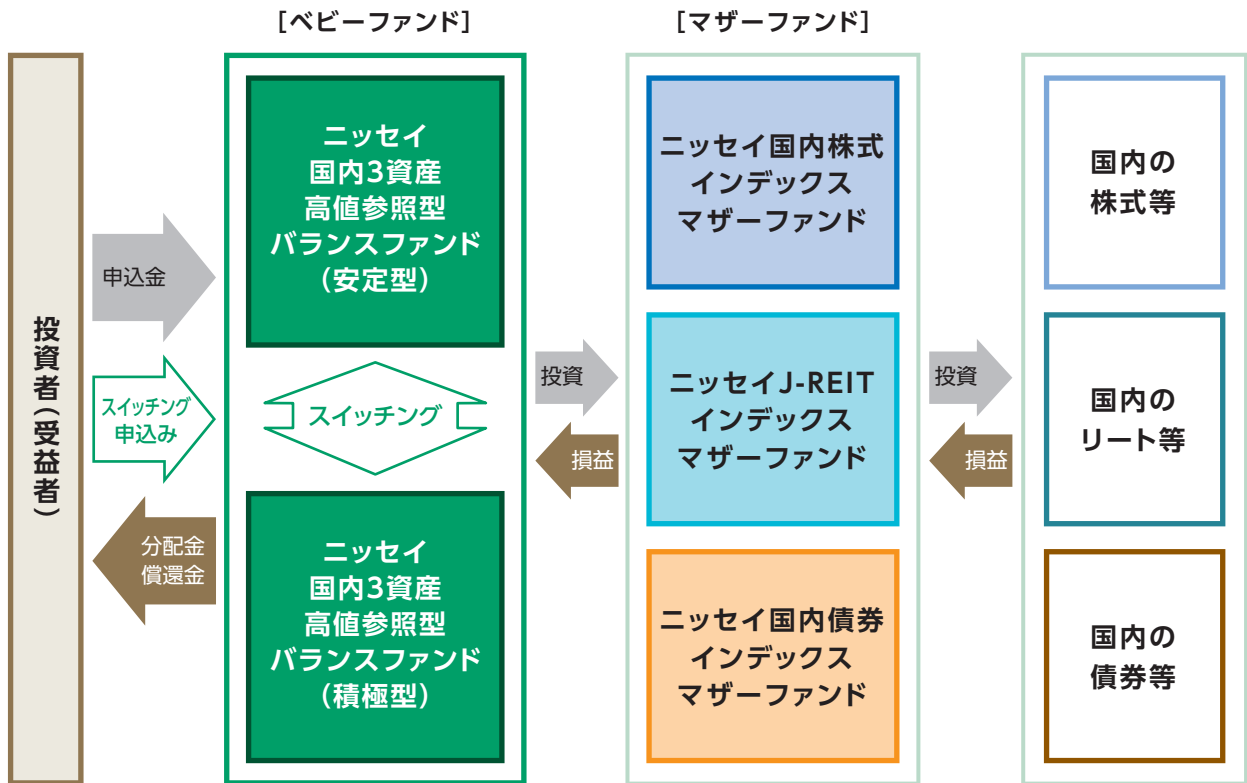 [ベビーファンド]
[マザーファンド]
投資者(受益者)
申込金
スイッチング
申込み
分配金
償還金
ニッセイ
国内3資産
高値参照型
バランスファンド
(安定型)
スイッチング
ニッセイ
国内3資産
高値参照型
バランスファンド
(積極型)
投資
損益
ニッセイ国内株式
インデックス
マザーファンド
ニッセイJ-REIT
インデックス
マザーファンド
ニッセイ国内債券
インデックス
マザーファンド
投資
損益
国内の
株式等
国内の
リート等
国内の
債券等